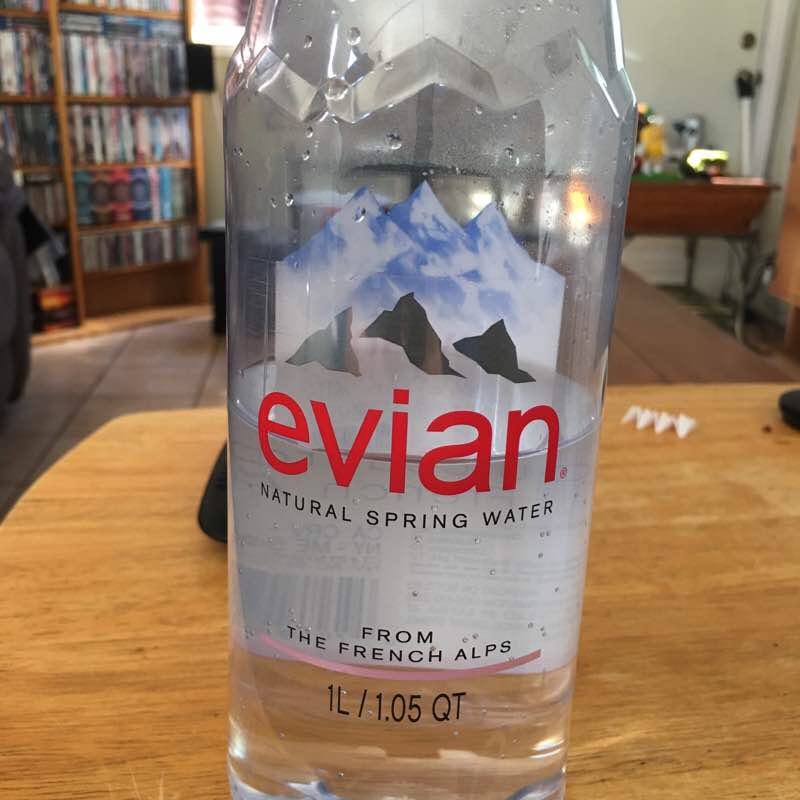 evian®
NATURAL SPRING WATER
FROM
THE FRENCH ALPS
1L / 1.05 QT